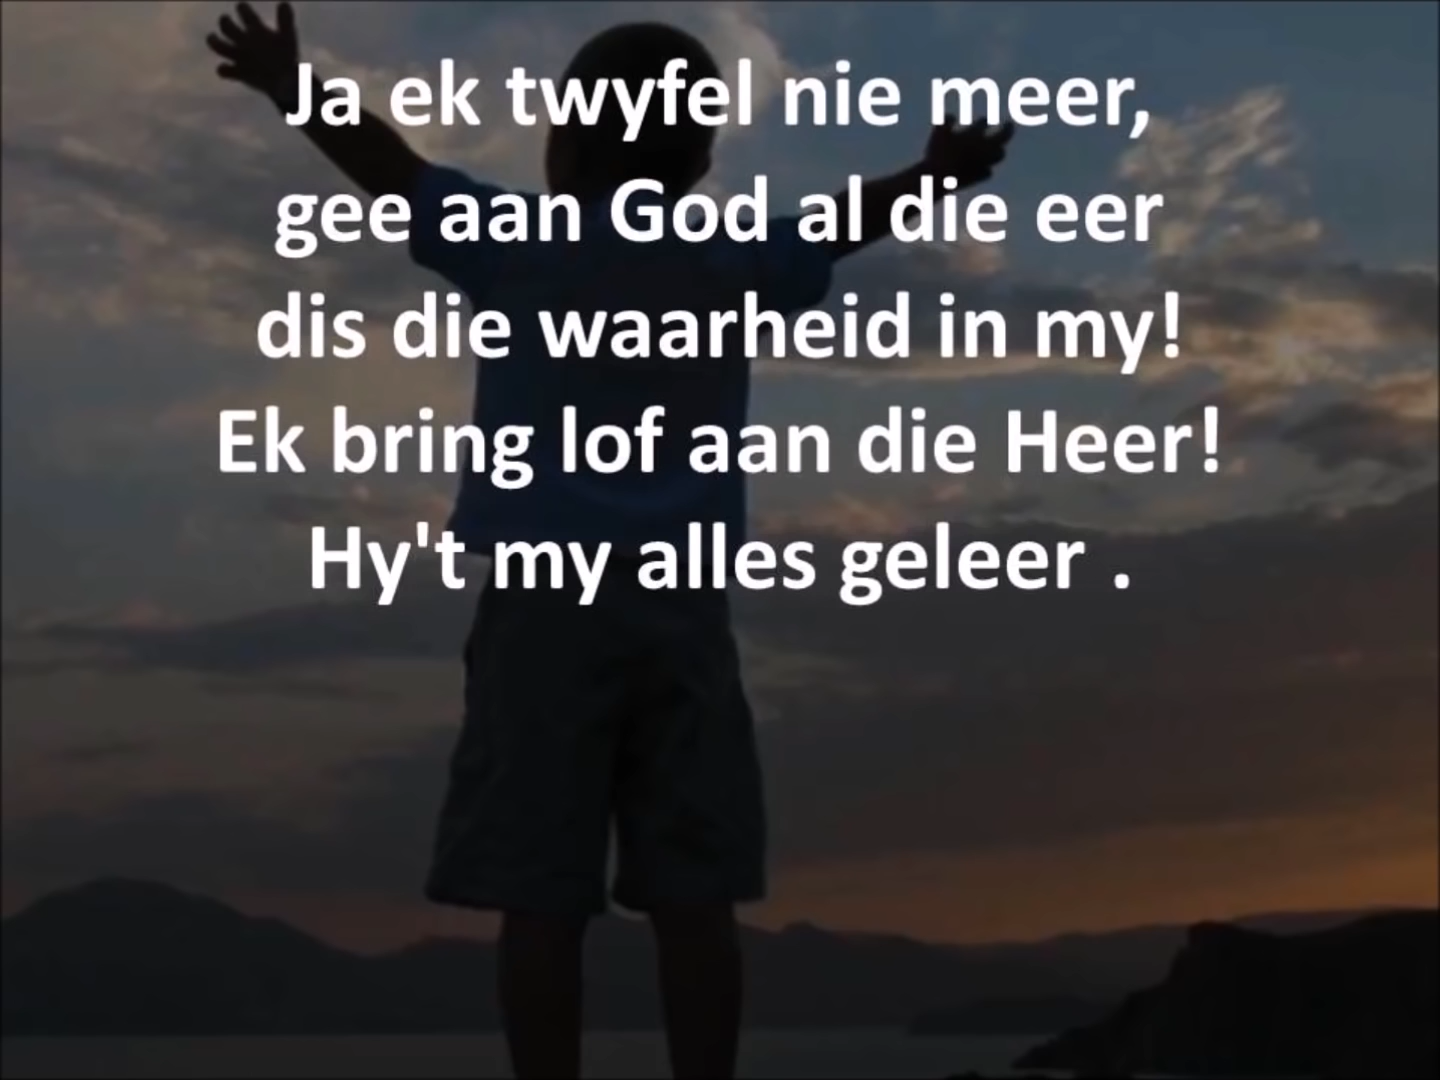 Ja ek twyfel nie meer,
gee aan God al die eer
dis die waarheid in my!
Ek bring lof aan die Heer!
Hy't my alles geleer .